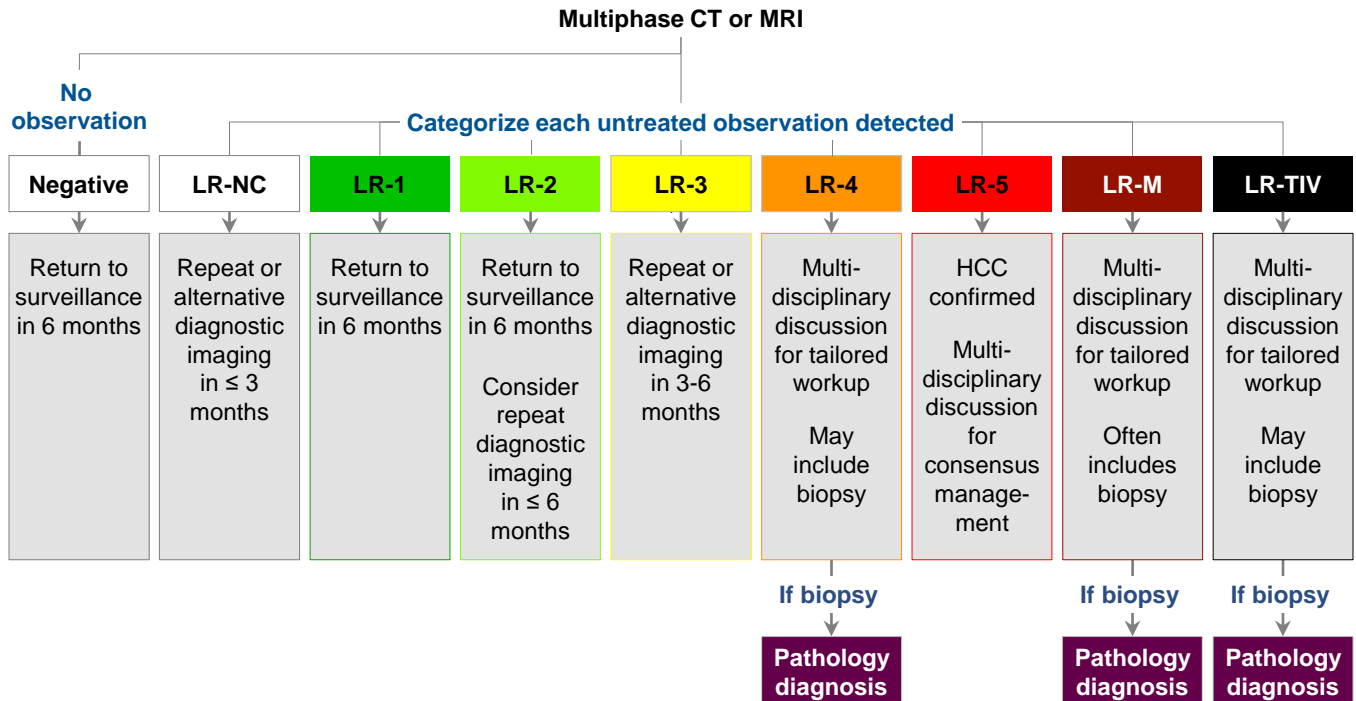 Multiphase CT or MRI
No
observation
Categorize each untreated observation detected
Negative
LR-NC
LR-1
LR-2
LR-3
LR-4
LR-5
LR-M
LR-TIV
Return to
surveillance
in 6 months
Repeat or
alternative
diagnostic
imaging
in ≤ 3
months
Return to
surveillance
in 6 months
Return to
surveillance
in 6 months
Consider
repeat
diagnostic
imaging
in ≤ 6
months
Repeat or
alternative
diagnostic
imaging
in 3-6
months
Multi-
disciplinary
discussion
for tailored
workup
May
include
biopsy
HCC
confirmed
Multi-
disciplinary
discussion
for
consensus
manage-
ment
Multi-
disciplinary
discussion
for tailored
workup
Often
includes
biopsy
Multi-
disciplinary
discussion
for tailored
workup
May
include
biopsy
If biopsy
If biopsy
If biopsy
Pathology
diagnosis
Pathology
diagnosis
Pathology
diagnosis